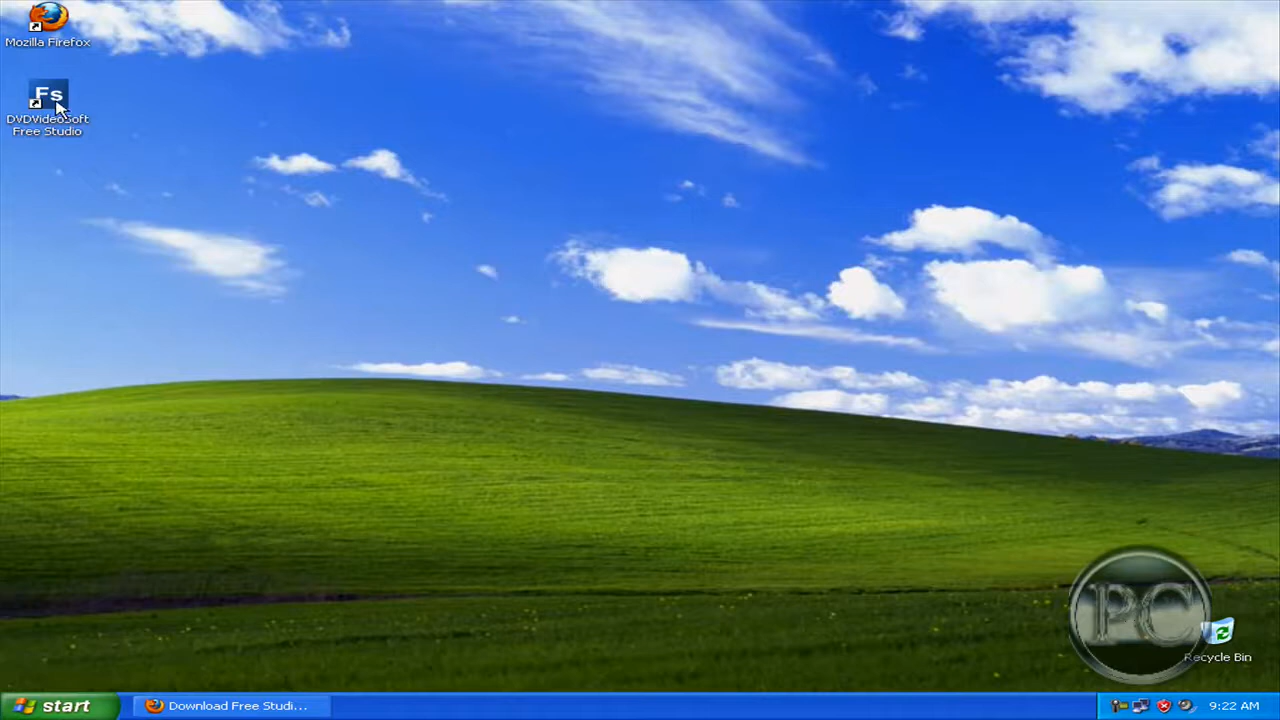 Mozilla Firefox
Fs
DVDVideoSoft
Free Studio
PC
Recycle Bin
start
Download Free Studi...
9:22 AM